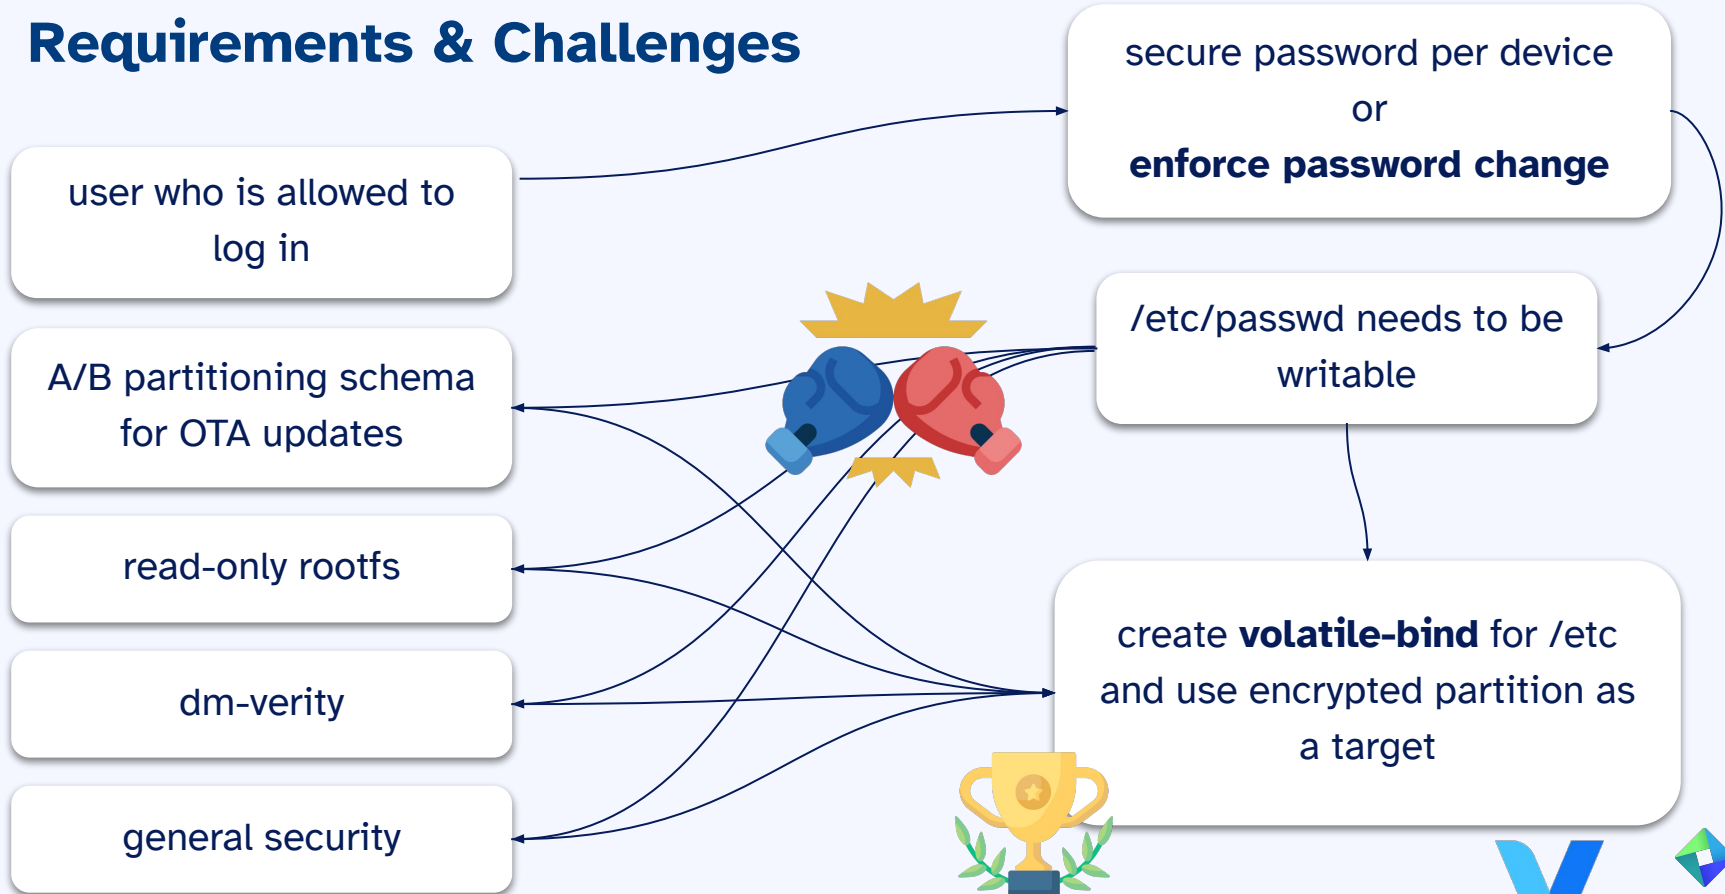 Requirements & Challenges
secure password per device
or
enforce password change
user who is allowed to
log in
/etc/passwd needs to be
writable
A/B partitioning schema
for OTA updates
read-only rootfs
create volatile-bind for /etc
and use encrypted partition as
a target
dm-verity
general security